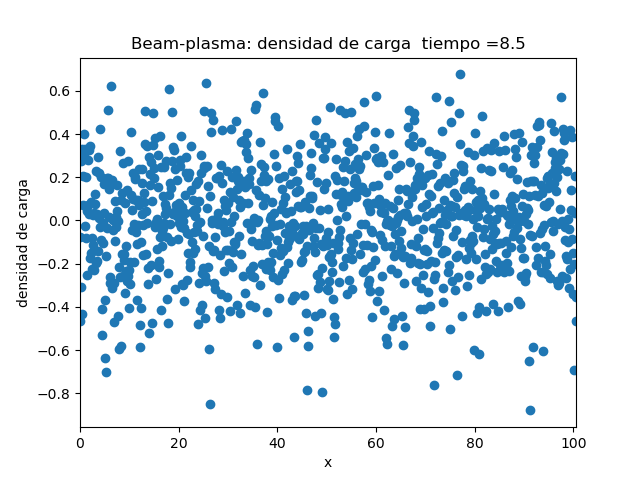 Beam-plasma: densidad de carga  tiempo =8.5
densidad de carga
0.6
0.4
0.2
0.0
−0.2
−0.4
−0.6
−0.8
0 20 40 60 80 100
x